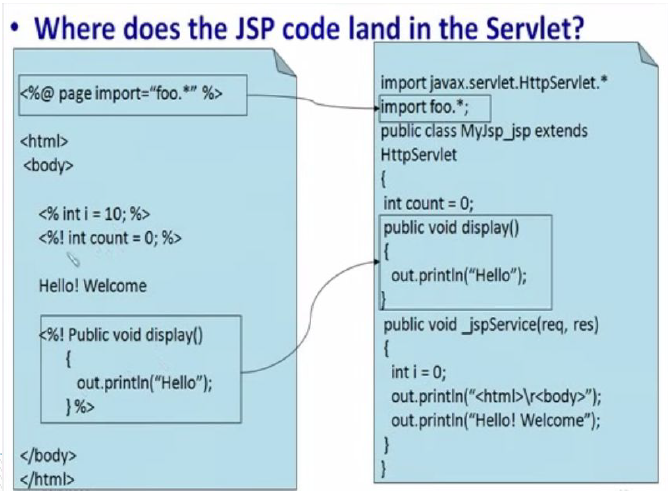 • Where does the JSP code land in the Servlet?
<%@ page import="foo.*" %>
<html>
<body>
<% int i = 10; %>
<%! int count = 0; %>
Hello! Welcome
<%! Public void display()
{
out.println("Hello");
} %>
</body>
</html>
import javax.servlet.HttpServlet.*
import foo.*;
public class MyJsp_jsp extends
HttpServlet
{
int count = 0;
public void display()
{
out.println("Hello");
}
public void _jspService(req, res)
{
int i = 0;
out.println("<html>\r<body>");
out.println("Hello! Welcome");
}
}